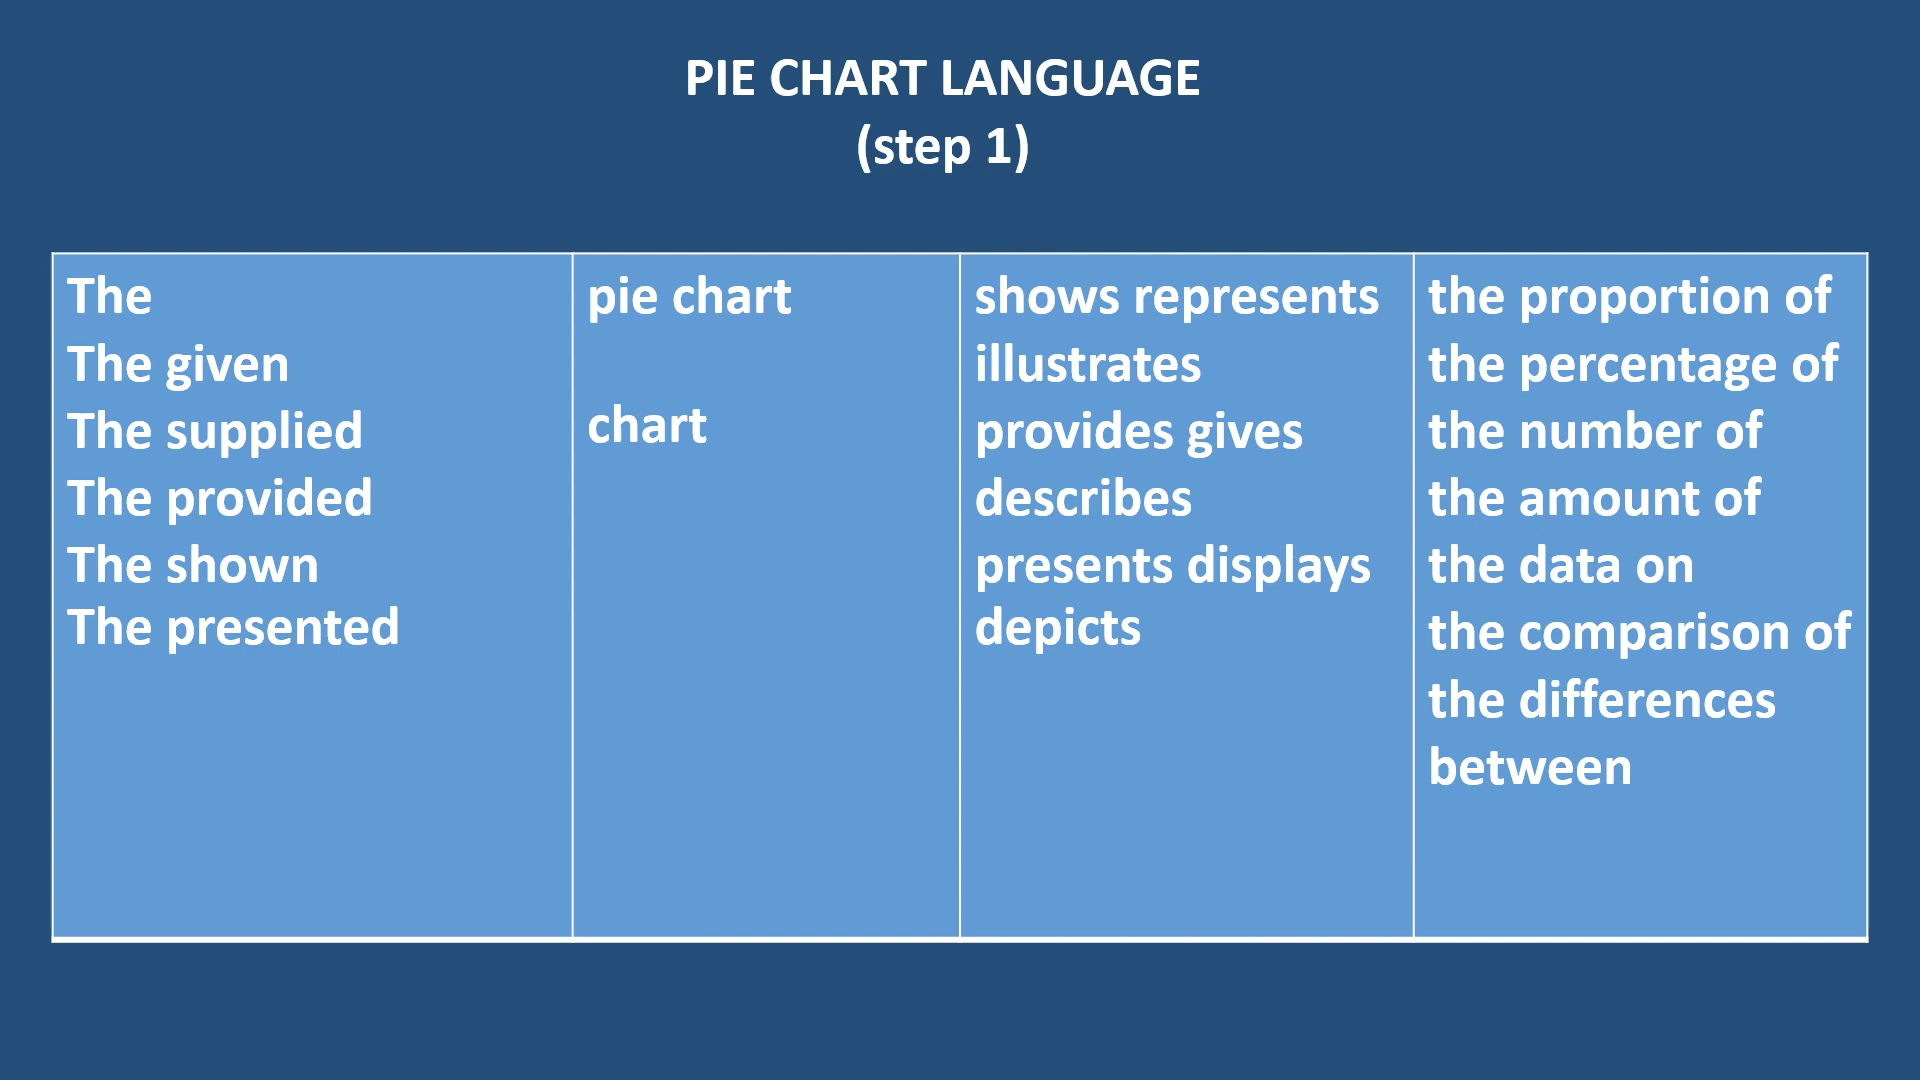 PIE CHART LANGUAGE
(step 1)
The
The given
The supplied
The provided
The shown
The presented
pie chart
chart
shows represents
illustrates
provides gives
describes
presents displays
depicts
the proportion of
the percentage of
the number of
the amount of
the data on
the comparison of
the differences
between